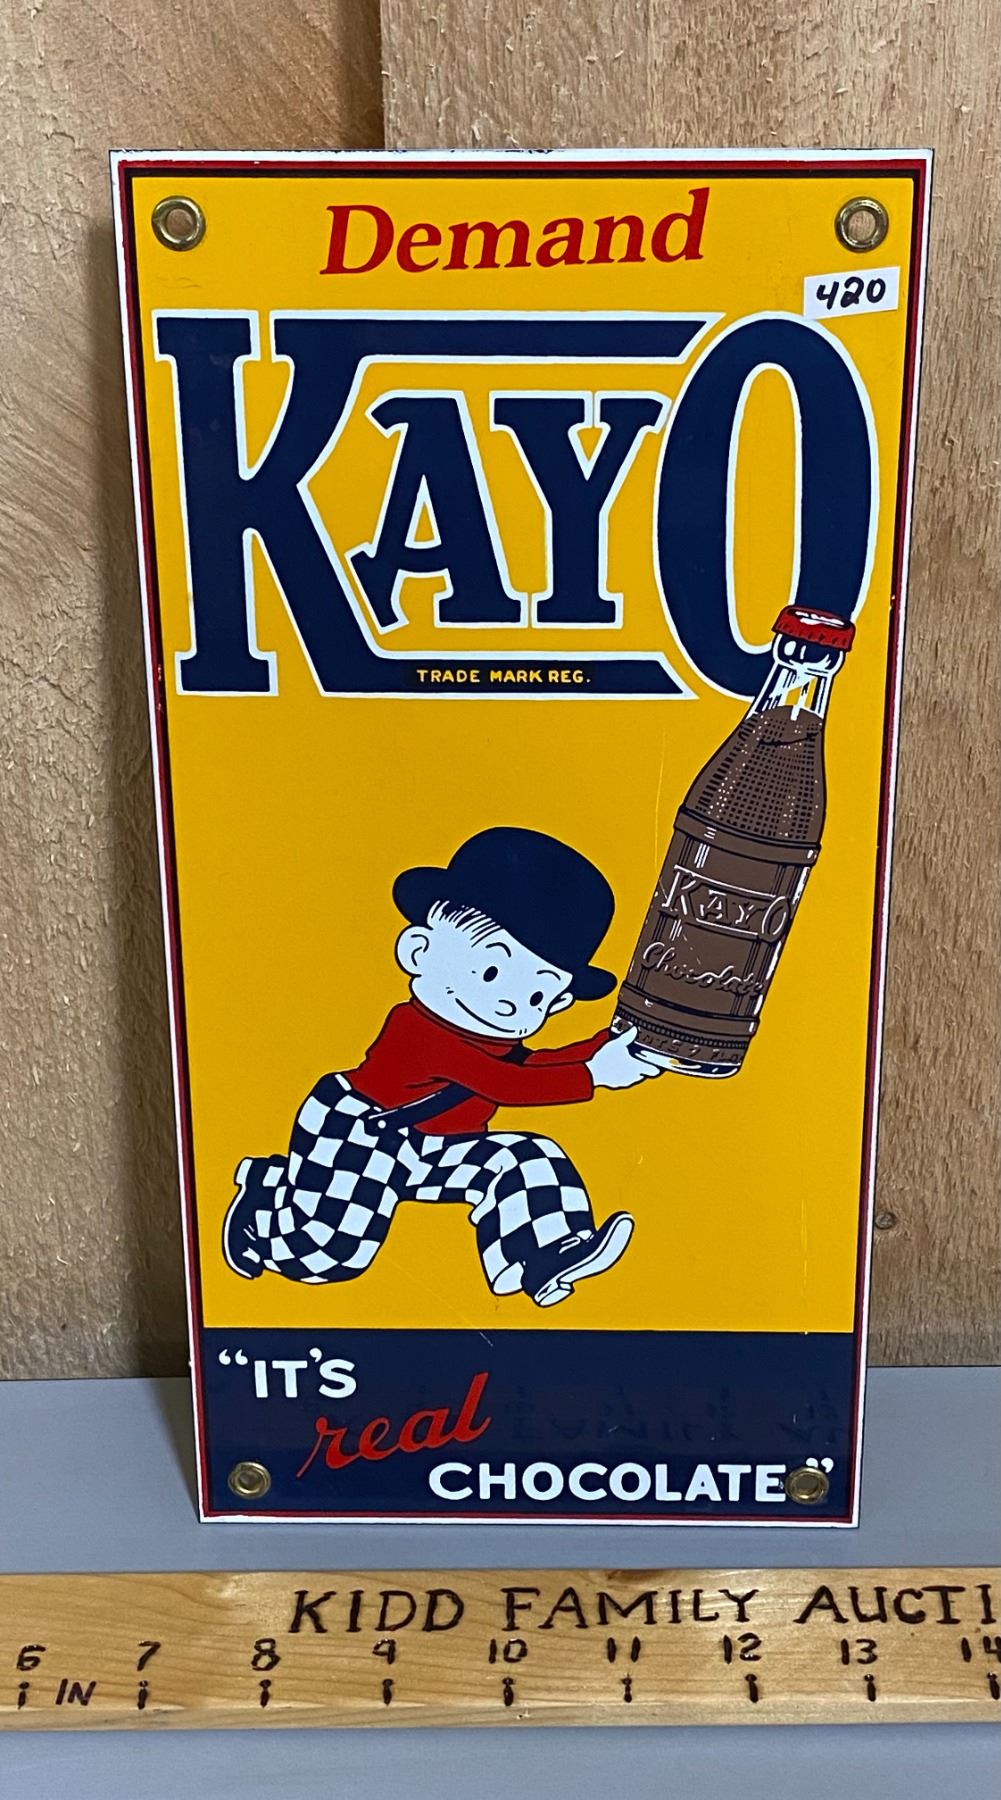 Demand
420
KAYO
TRADE MARK REG.
KAYO
Chocolate
“IT'S
real
CHOCOLATE”
KIDD FAMILY AUCTI
6 7 8 9 10 11 12 13 14
IN